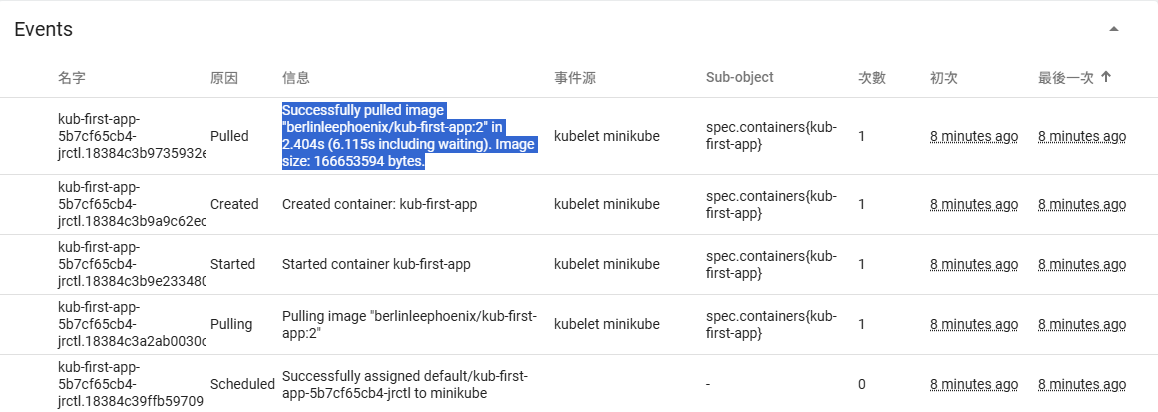 Events
名字 原因 信息 事件源 Sub-object 次數 初次 最後一次
kub-first-app-
5b7cf65cb4-
jrctl.18384c3b9735932e
Pulled
Successfully pulled image
"berlinleephoenix/kub-first-app:2" in
2.404s (6.115s including waiting). Image
size: 166653594 bytes.
kubelet minikube
spec.containers{kub-
first-app}
1
8 minutes ago
8 minutes ago
kub-first-app-
5b7cf65cb4-
jrctl.18384c3b9a9c62ec
Created
Created container: kub-first-app
kubelet minikube
spec.containers{kub-
first-app}
1
8 minutes ago
8 minutes ago
kub-first-app-
5b7cf65cb4-
jrctl.18384c3b9e233480
Started
Started container kub-first-app
kubelet minikube
spec.containers{kub-
first-app}
1
8 minutes ago
8 minutes ago
kub-first-app-
5b7cf65cb4-
jrctl.18384c3a2ab0030c
Pulling
Pulling image "berlinleephoenix/kub-first-
app:2"
kubelet minikube
spec.containers{kub-
first-app}
1
8 minutes ago
8 minutes ago
kub-first-app-
5b7cf65cb4-
jrctl.18384c39ffb59709
Scheduled
Successfully assigned default/kub-first-
app-5b7cf65cb4-jrctl to minikube
-
0
8 minutes ago
8 minutes ago